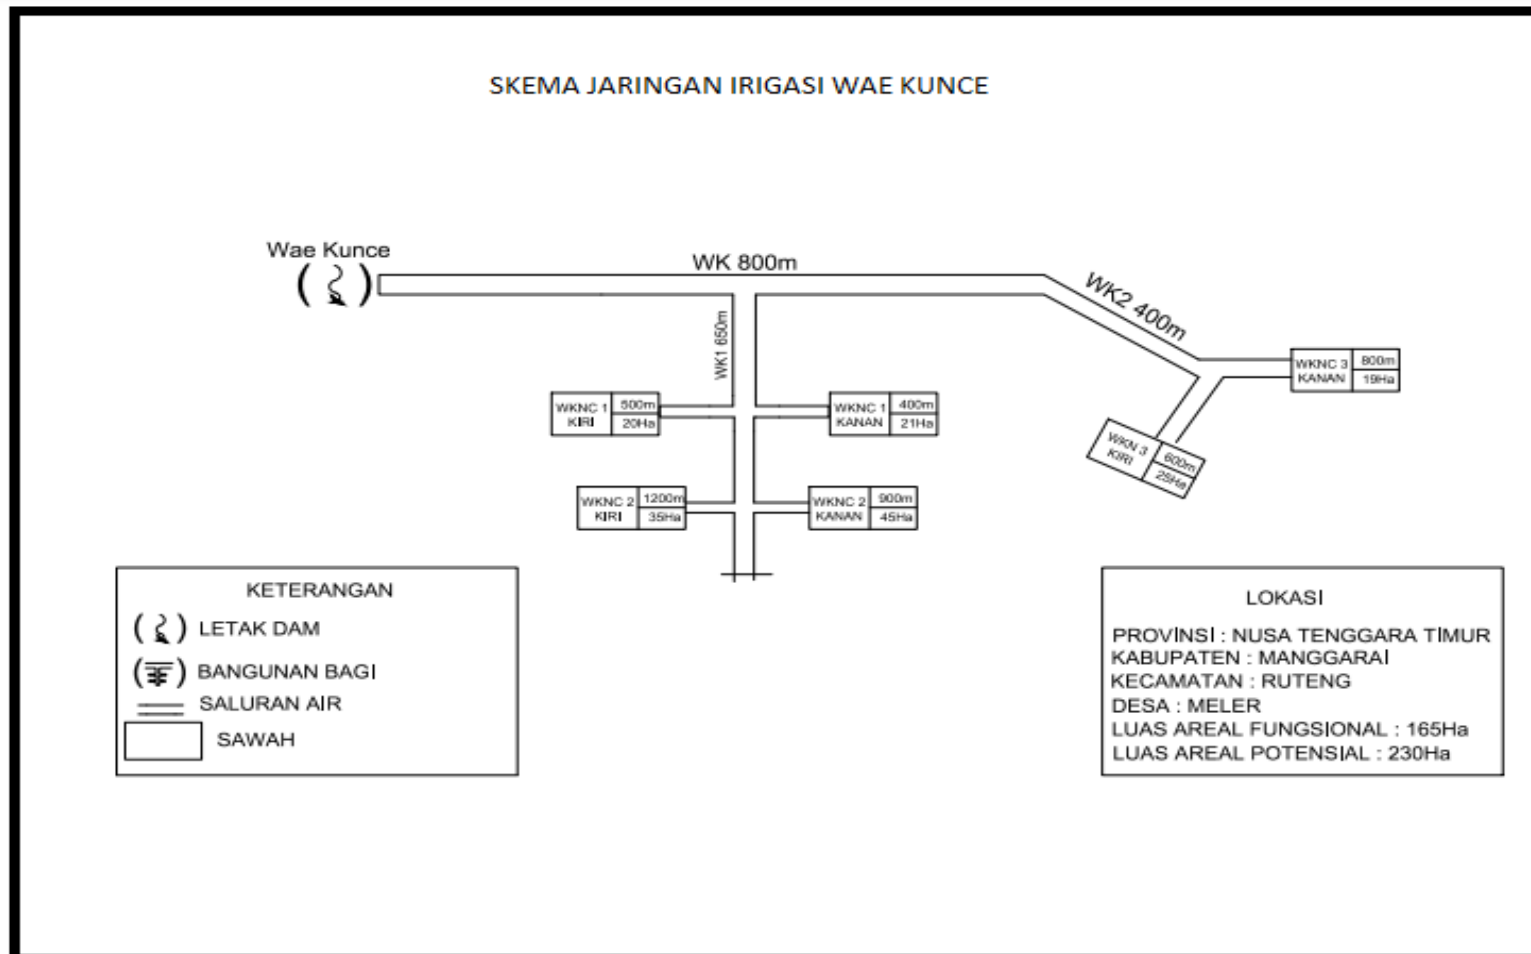 SKEMA JARINGAN IRIGASI WAE KUNCE
Wae Kunce
WK 800m
WK2 400m
WK1 650m
WKNC 3 KANAN
800m
19Ha
WKNC 1 KIRI
500m
20Ha
WKNC 1 KANAN
400m
21Ha
WKN 3 KIRI
600m
25Ha
WKNC 2 KIRI
1200m
35Ha
WKNC 2 KANAN
900m
45Ha
KETERANGAN
LETAK DAM
BANGUNAN BAGI
SALURAN AIR
SAWAH
LOKASI
PROVINSI : NUSA TENGGARA TIMUR
KABUPATEN : MANGGARAI
KECAMATAN : RUTENG
DESA : MELER
LUAS AREAL FUNGSIONAL : 165Ha
LUAS AREAL POTENSIAL : 230Ha